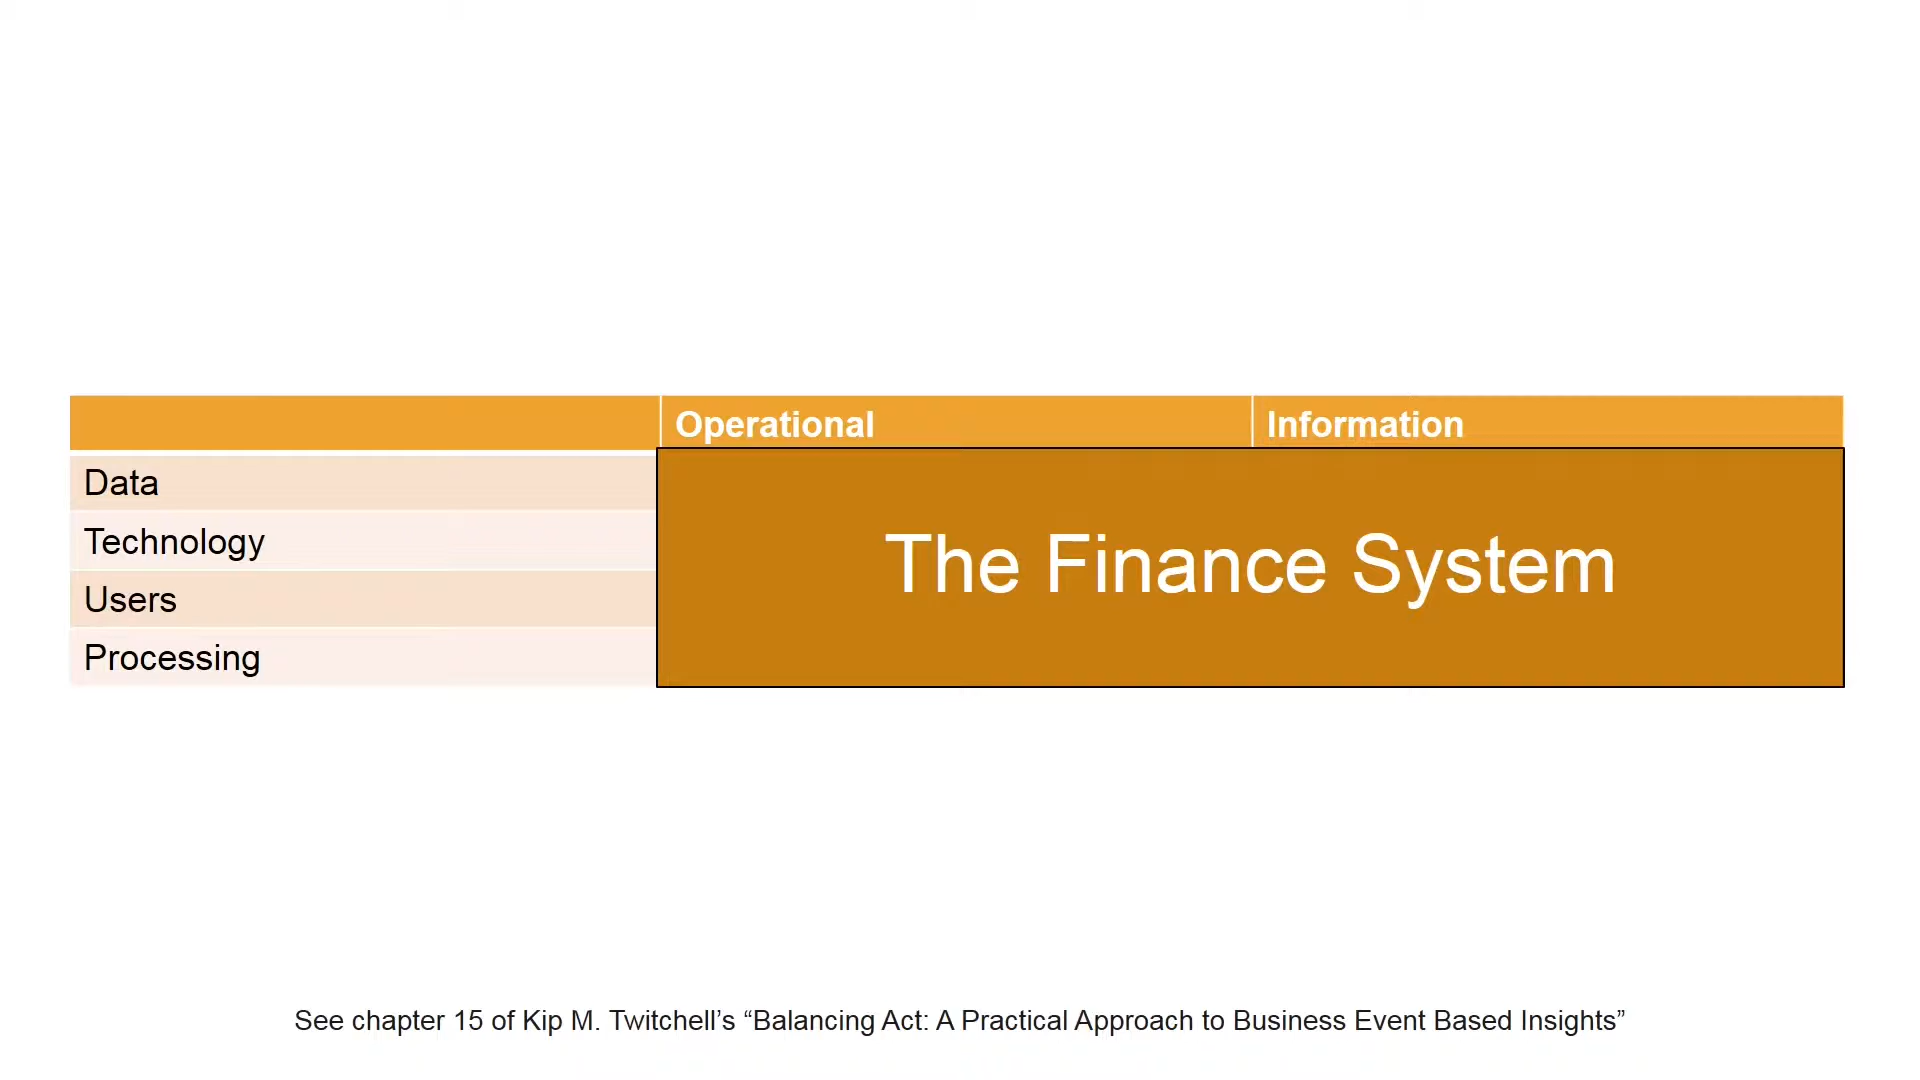 Operational Information
Data
Technology
Users
Processing
The Finance System
See chapter 15 of Kip M. Twitchell’s “Balancing Act: A Practical Approach to Business Event Based Insights”